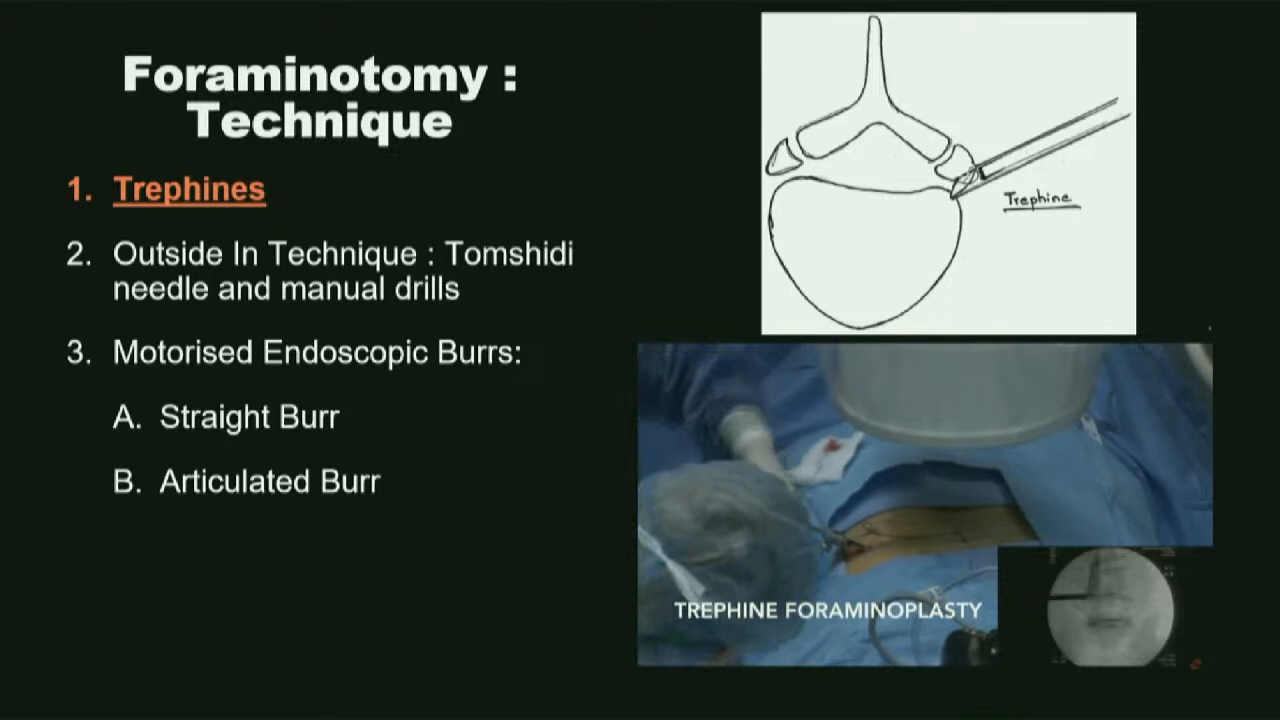 Foraminotomy :
Technique
1. Trephines
2. Outside In Technique : Tomshidi
needle and manual drills
3. Motorised Endoscopic Burrs:
A. Straight Burr
B. Articulated Burr
Trephine
TREPHINE FORAMINOPLASTY